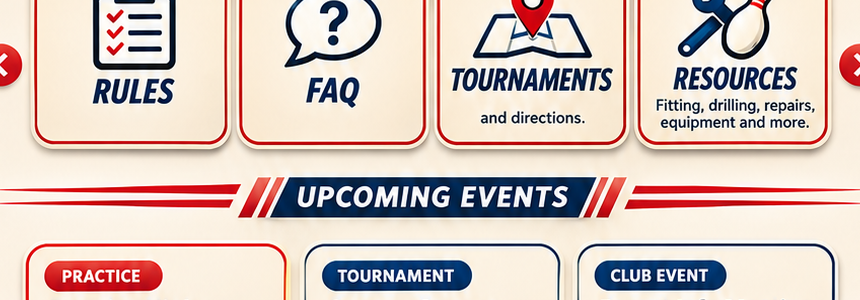 RULES
FAQ
TOURNAMENTS
and directions.
RESOURCES
Fitting, drilling, repairs,
equipment and more.
UPCOMING EVENTS
PRACTICE
TOURNAMENT
CLUB EVENT